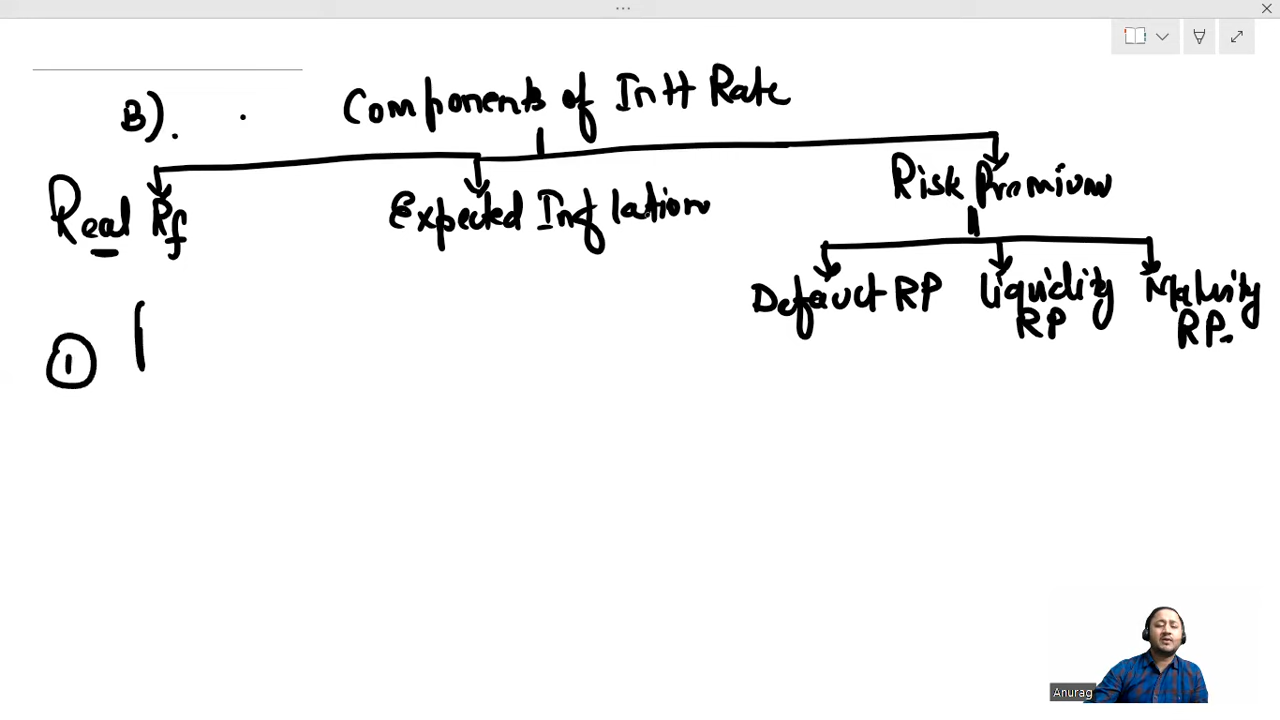 B). Components of Intt Rate
Real Rf Expected Inflation Risk Premium
Default RP Liquidity RP Maturity RP.
①
Anurag